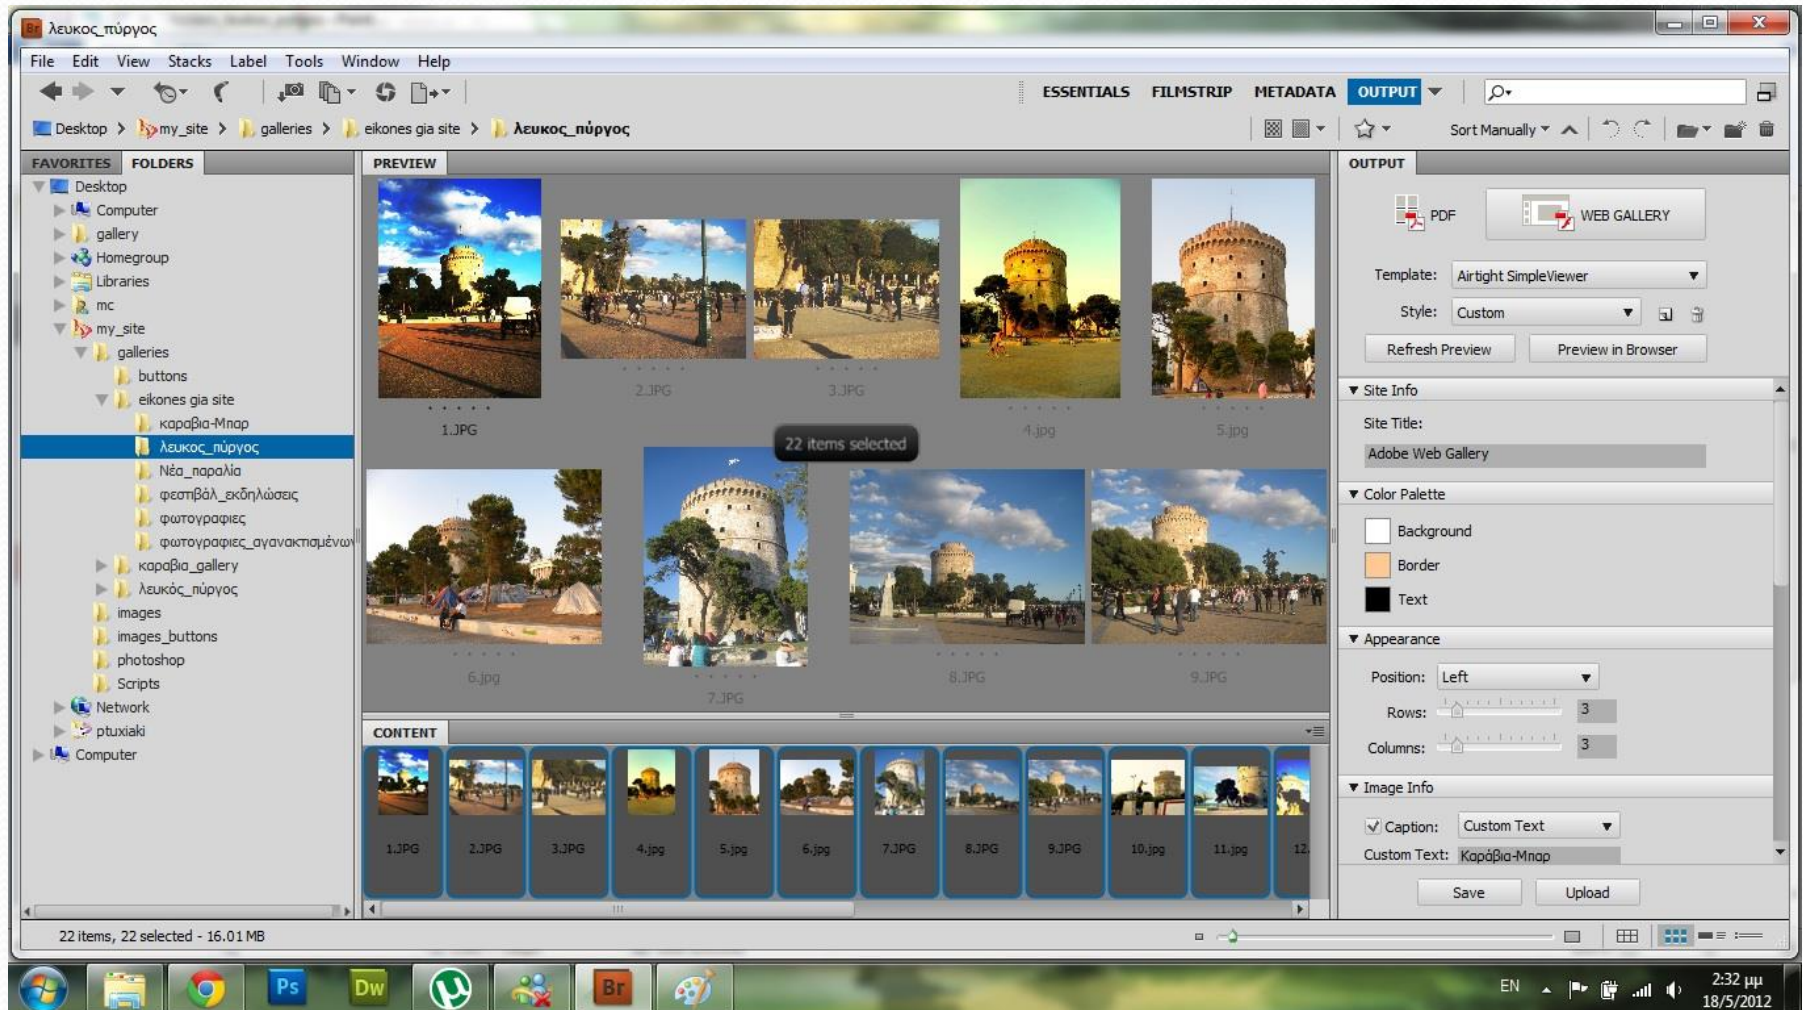 λευκος_πύργος
File Edit View Stacks Label Tools Window Help
ESSENTIALS FILMSTRIP METADATA OUTPUT
Desktop > my_site > galleries > eikones gia site > λευκος_πύργος
Sort Manually
FAVORITES FOLDERS
Desktop
Computer
gallery
Homegroup
Libraries
mc
my_site
galleries
buttons
eikones gia site
καραβια-Μπαρ
λευκος_πύργος
Νέα_παραλία
φεστιβάλ_εκδηλώσεις
φωτογραφιες
φωτογραφιες_αγανακτισμένων
καραβια_gallery
λευκός_πύργος
images
images_buttons
photoshop
Scripts
Network
ptuxiaki
Computer
PREVIEW
1.JPG
2.JPG
3.JPG
4.jpg
5.jpg
22 items selected
6.jpg
7.JPG
8.JPG
9.JPG
CONTENT
1.JPG 2.JPG 3.JPG 4.jpg 5.jpg 6.jpg 7.JPG 8.JPG 9.JPG 10.jpg 11.jpg 12.
OUTPUT
PDF WEB GALLERY
Template: Airtight SimpleViewer
Style: Custom
Refresh Preview Preview in Browser
Site Info
Site Title:
Adobe Web Gallery
Color Palette
Background
Border
Text
Appearance
Position: Left
Rows: 3
Columns: 3
Image Info
Caption: Custom Text
Custom Text: Καράβια-Μπαρ
Save Upload
22 items, 22 selected - 16.01 MB
Ps Dw Br
EN
2:32 μμ
18/5/2012